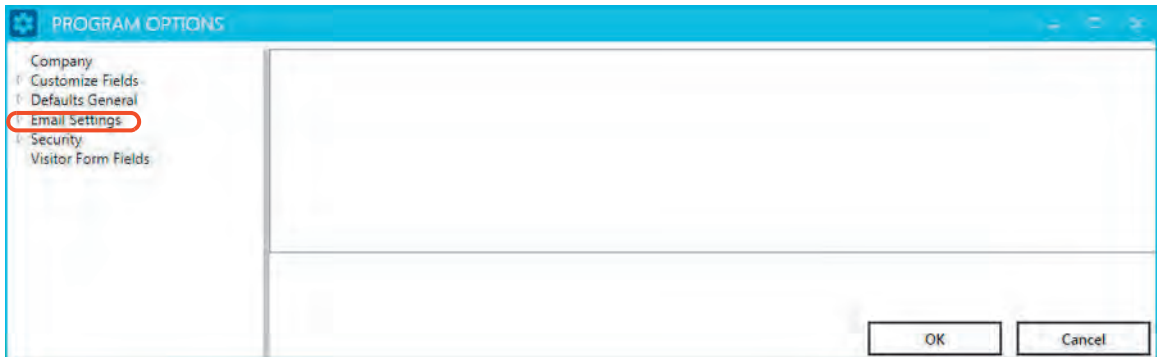 PROGRAM OPTIONS
Company
Customize Fields
Defaults General
Email Settings
Security
Visitor Form Fields
OK
Cancel